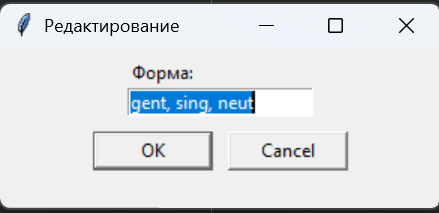 Редактирование
Форма:
gent, sing, neut
OK
Cancel